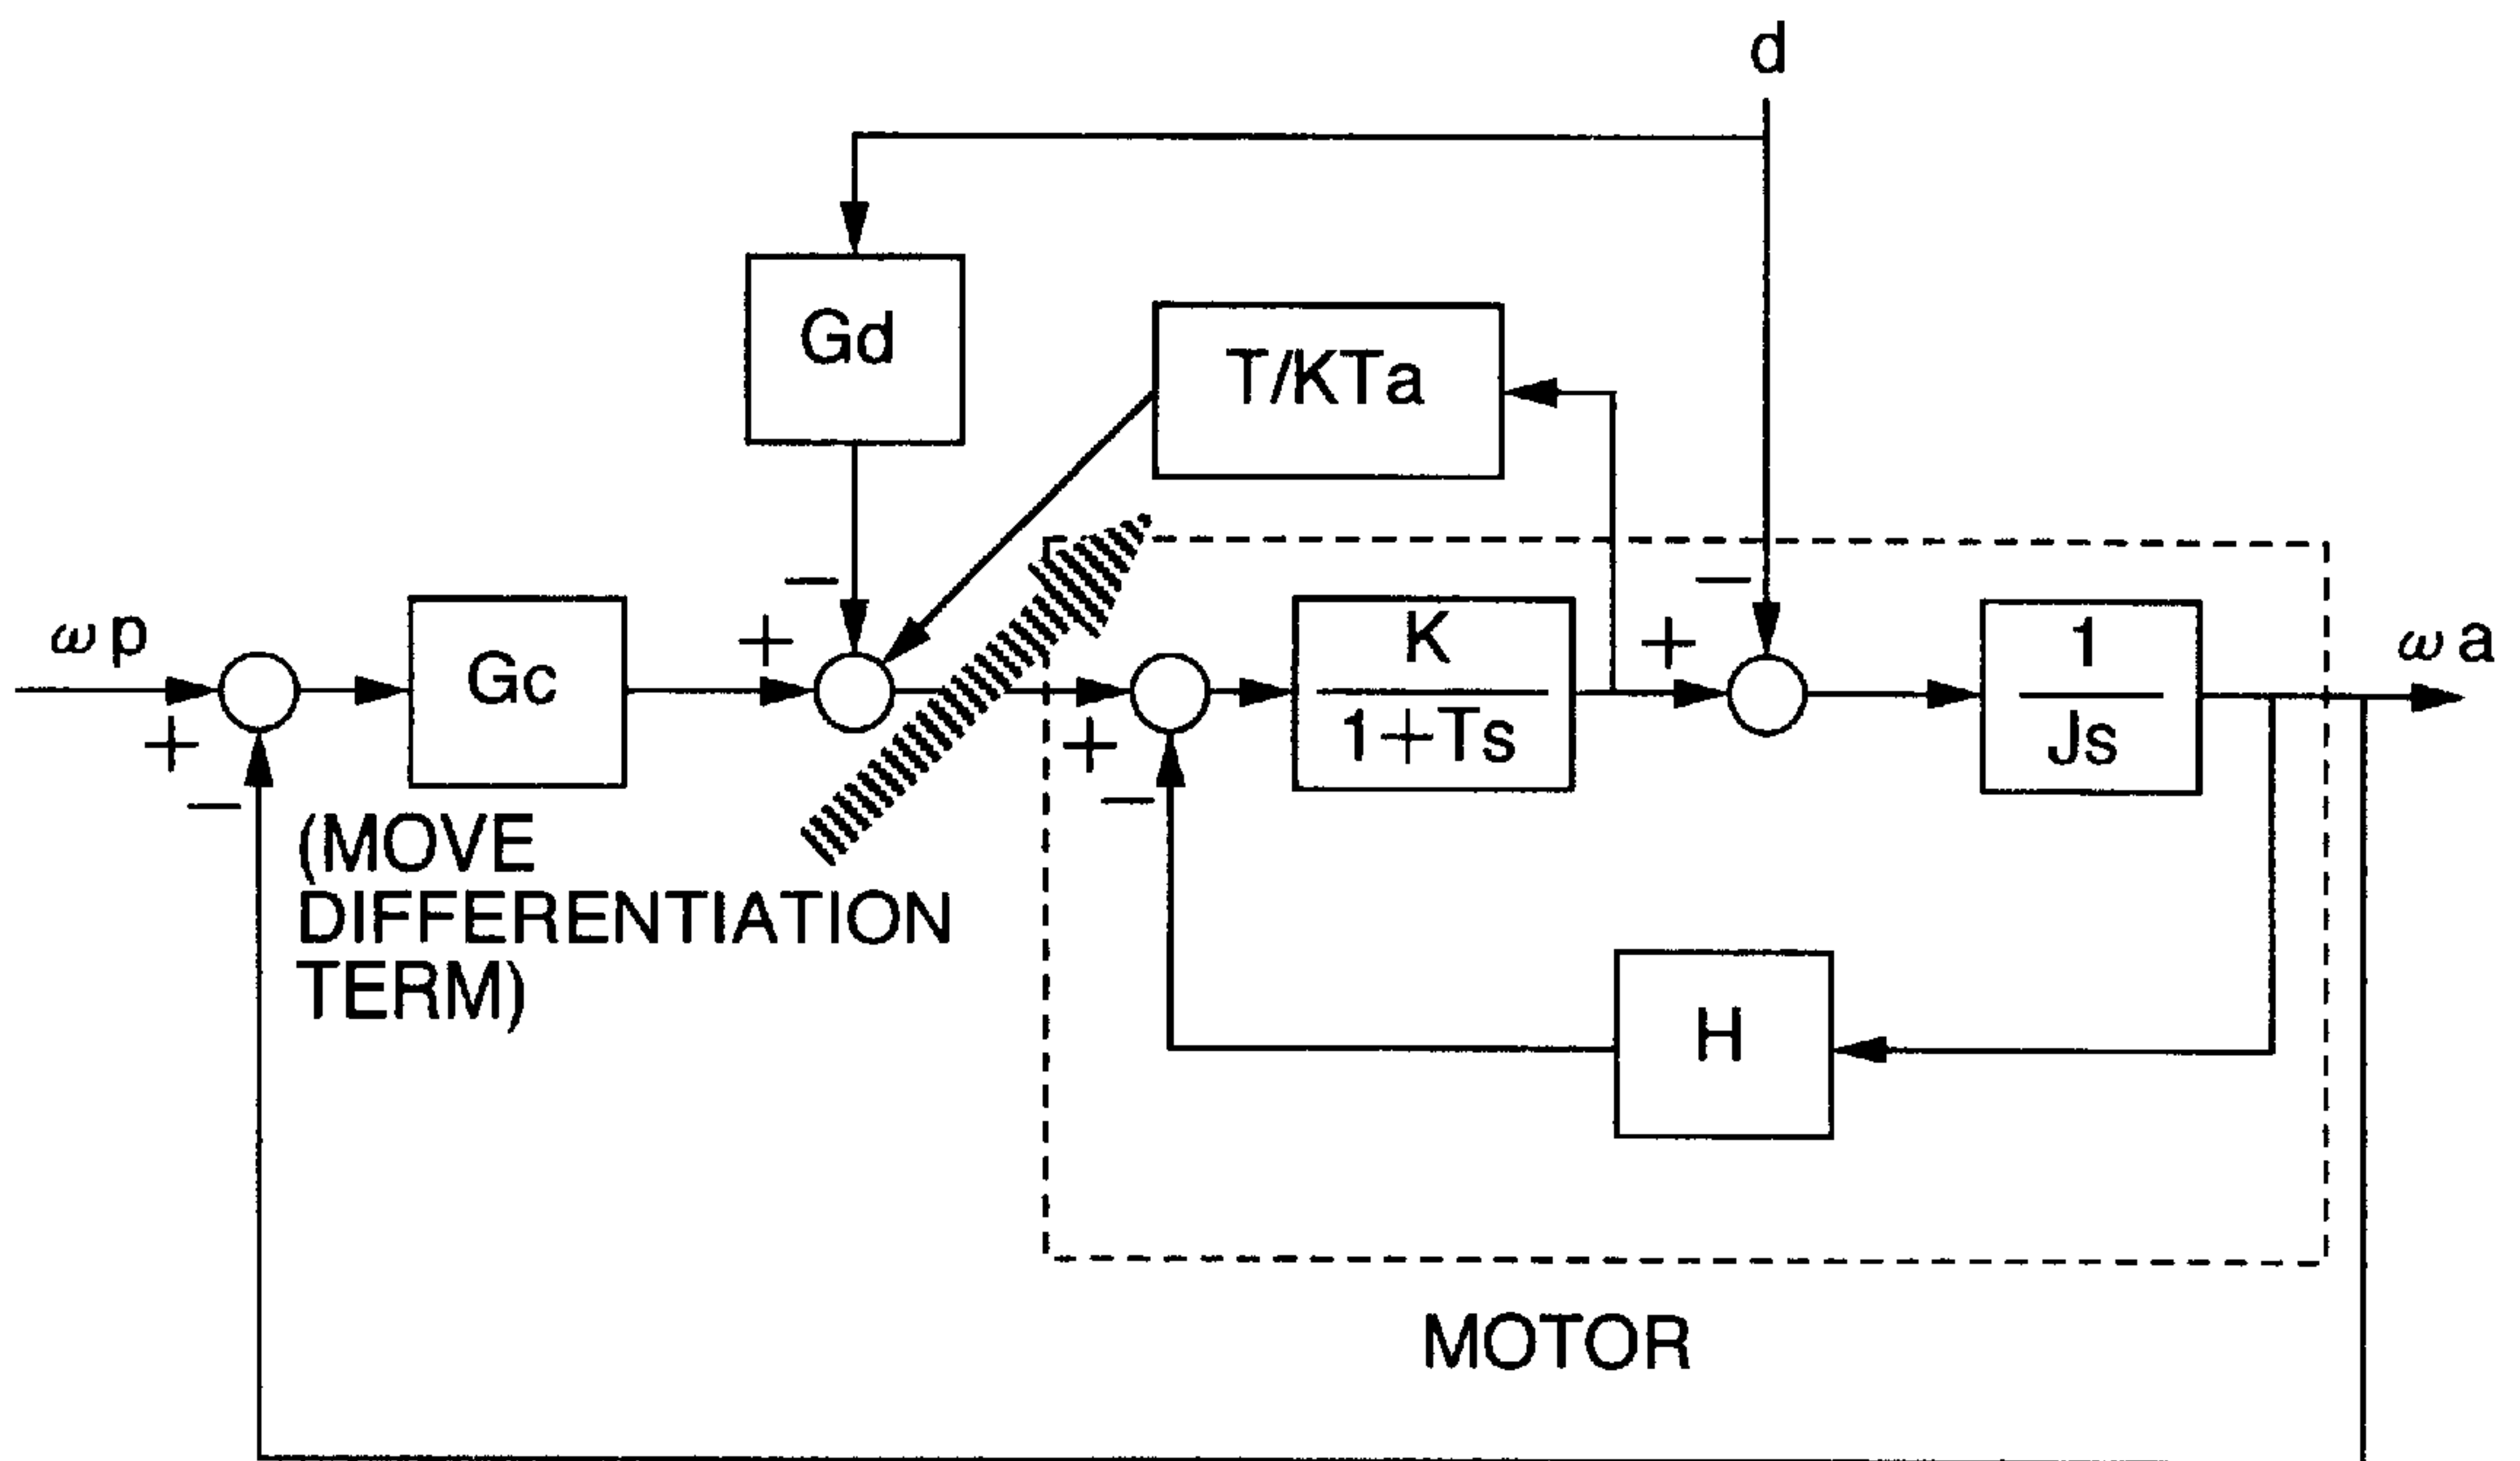 d
Gd
T/KTa
ωp
+
−
Gc
+
−
+
−
K
1+Ts
+
−
1
Js
ωa
(MOVE
DIFFERENTIATION
TERM)
H
MOTOR